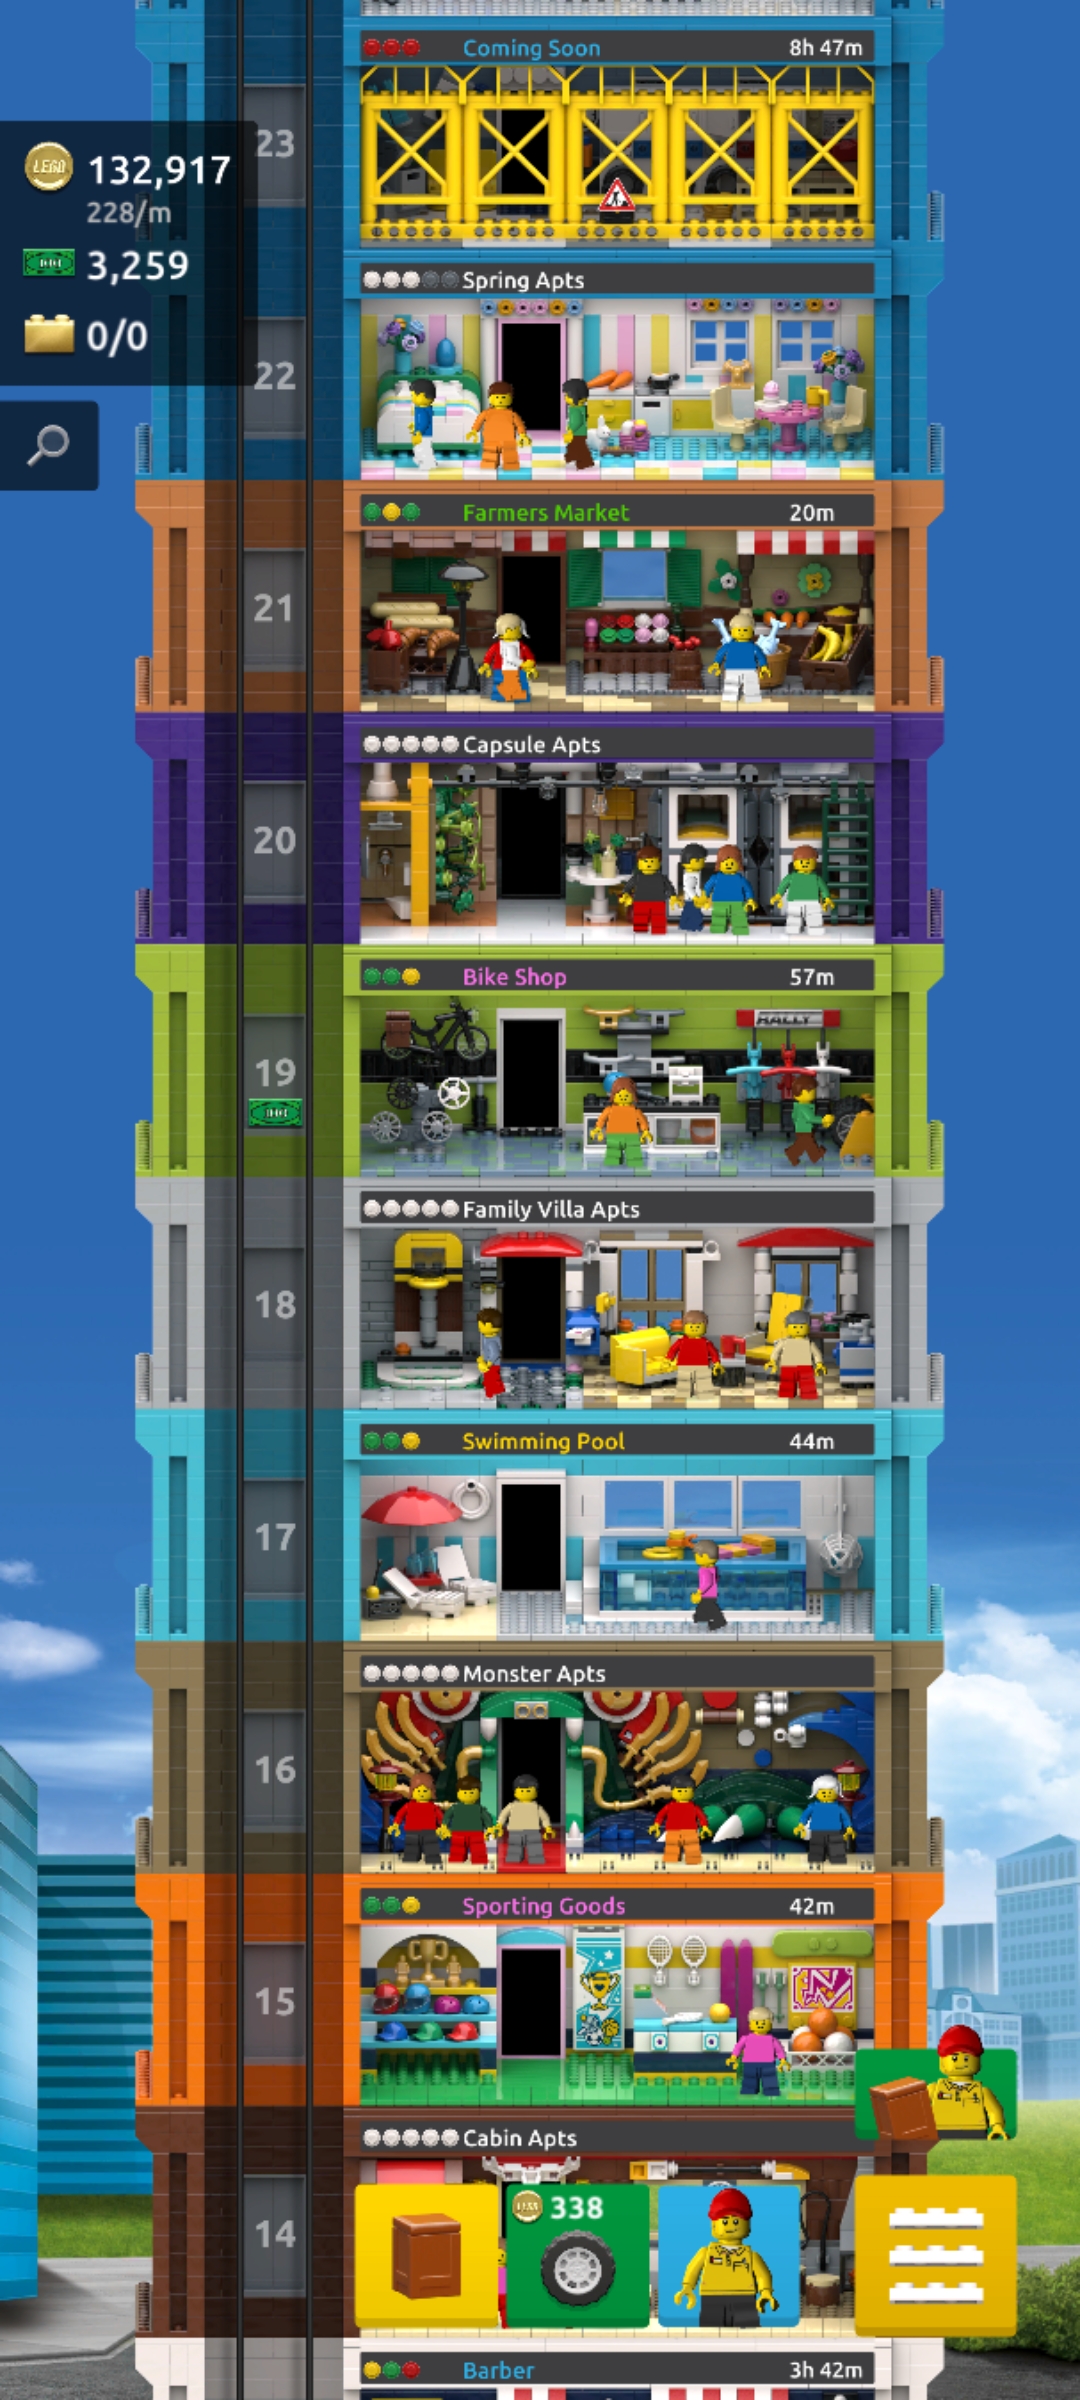 Coming Soon 8h 47m
23
LEGO 132,917
228/m
3,259
0/0
Spring Apts
22
Farmers Market 20m
21
Capsule Apts
20
Bike Shop 57m
RALLY
19
Family Villa Apts
18
Swimming Pool 44m
17
Monster Apts
16
Sporting Goods 42m
15
Cabin Apts
LEGO 338
14
Barber 3h 42m